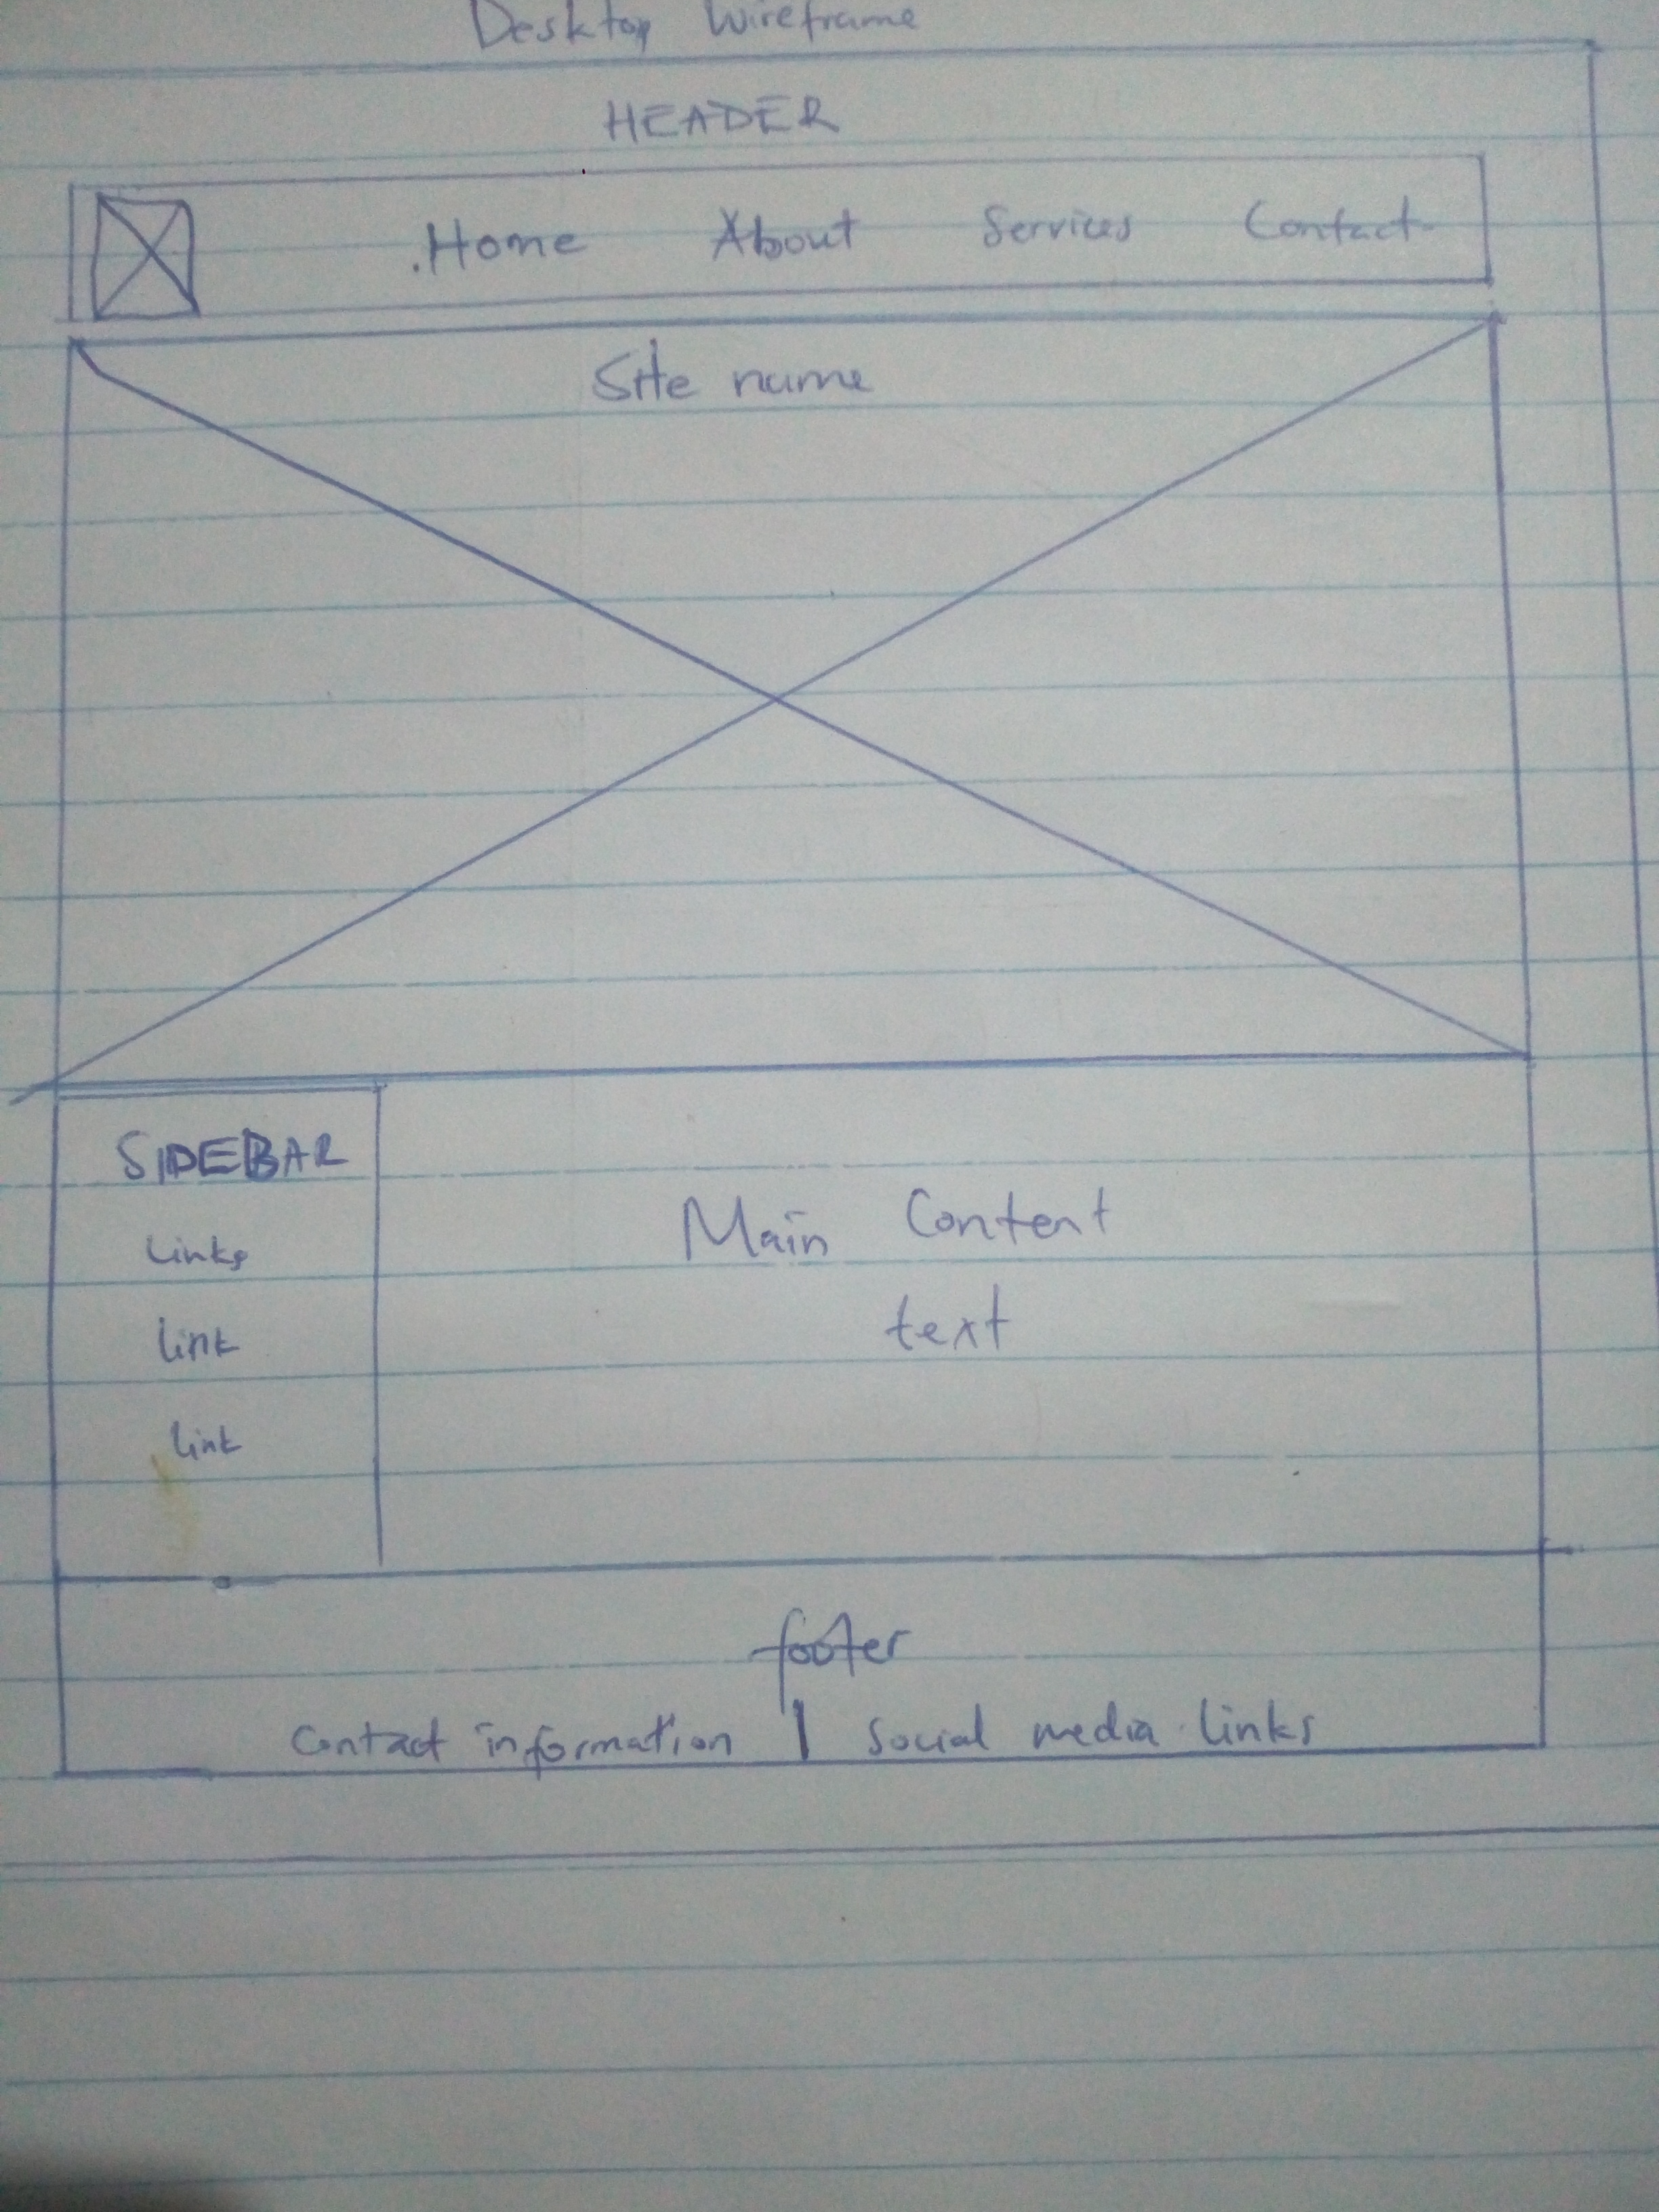 Desktop Wireframe
HEADER
Home About Services Contact
Site name
SIDEBAR
Links
link
link
Main Content
text
footer
Contact information | Social media links